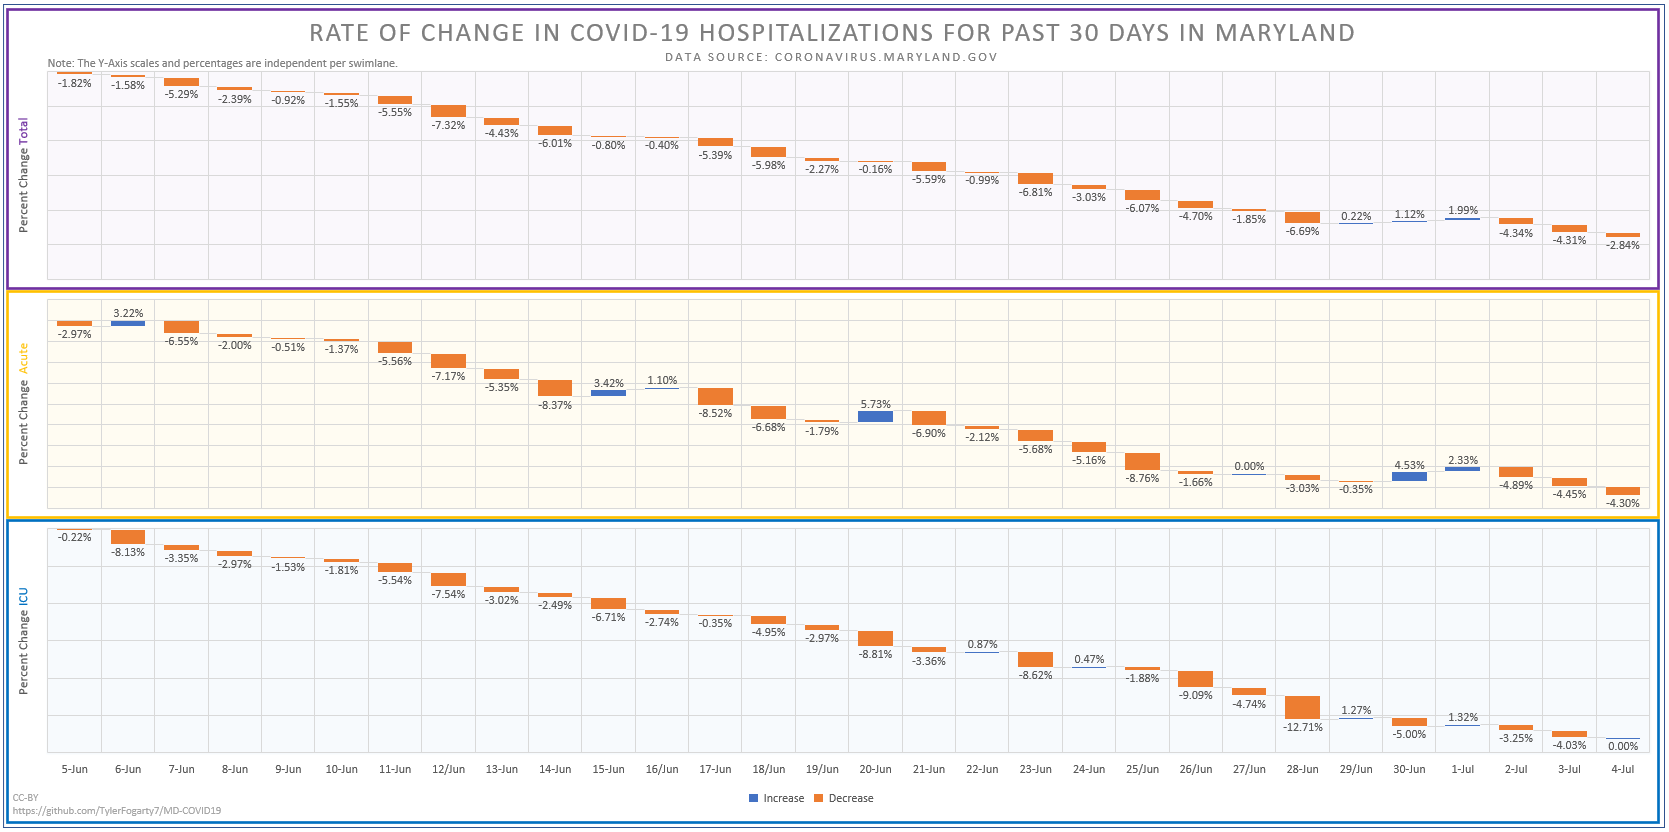 RATE OF CHANGE IN COVID-19 HOSPITALIZATIONS FOR PAST 30 DAYS IN MARYLAND
DATA SOURCE: CORONAVIRUS.MARYLAND.GOV
Note: The Y-Axis scales and percentages are independent per swimlane.
Percent Change Total
-1.82% -1.58% -5.29% -2.39% -0.92% -1.55% -5.55% -7.32% -4.43% -6.01% -0.80% -0.40% -5.39% -5.98% -2.27% -0.16% -5.59% -0.99% -6.81% -3.03% -6.07% -4.70% -1.85% -6.69% 0.22% 1.12% 1.99% -4.34% -4.31% -2.84%
Percent Change Acute
-2.97% 3.22% -6.55% -2.00% -0.51% -1.37% -5.56% -7.17% -5.35% -8.37% 3.42% 1.10% -8.52% -6.68% -1.79% 5.73% -6.90% -2.12% -5.68% -5.16% -8.76% -1.66% 0.00% -3.03% -0.35% 4.53% 2.33% -4.89% -4.45% -4.30%
Percent Change ICU
-0.22% -8.13% -3.35% -2.97% -1.53% -1.81% -5.54% -7.54% -3.02% -2.49% -6.71% -2.74% -0.35% -4.95% -2.97% -8.81% -3.36% 0.87% -8.62% 0.47% -1.88% -9.09% -4.74% -12.71% 1.27% -5.00% 1.32% -3.25% -4.03% 0.00%
5-Jun 6-Jun 7-Jun 8-Jun 9-Jun 10-Jun 11-Jun 12/Jun 13-Jun 14-Jun 15-Jun 16/Jun 17-Jun 18/Jun 19/Jun 20-Jun 21-Jun 22-Jun 23-Jun 24-Jun 25/Jun 26/Jun 27/Jun 28-Jun 29/Jun 30-Jun 1-Jul 2-Jul 3-Jul 4-Jul
Increase Decrease
CC-BY
https://github.com/TylerFogarty7/MD-COVID19